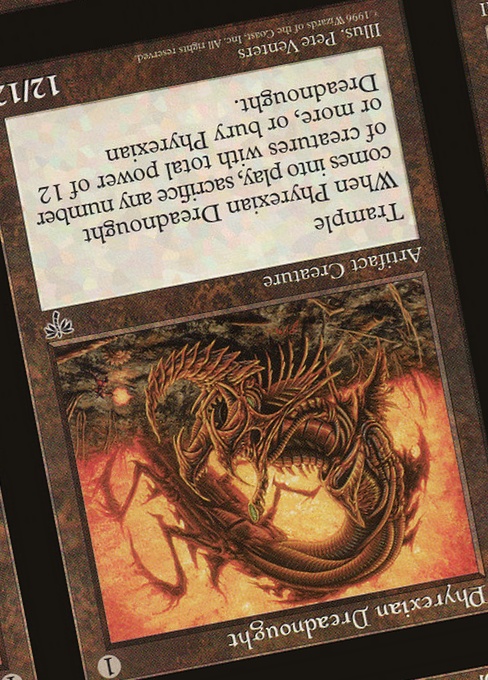 Phyrexian Dreadnought
1
Artifact Creature
Trample
When Phyrexian Dreadnought
comes into play, sacrifice any number
of creatures with total power of 12
or more, or bury Phyrexian
Dreadnought.
Illus. Pete Venters
© 1996 Wizards of the Coast, Inc. All rights reserved.
12/12